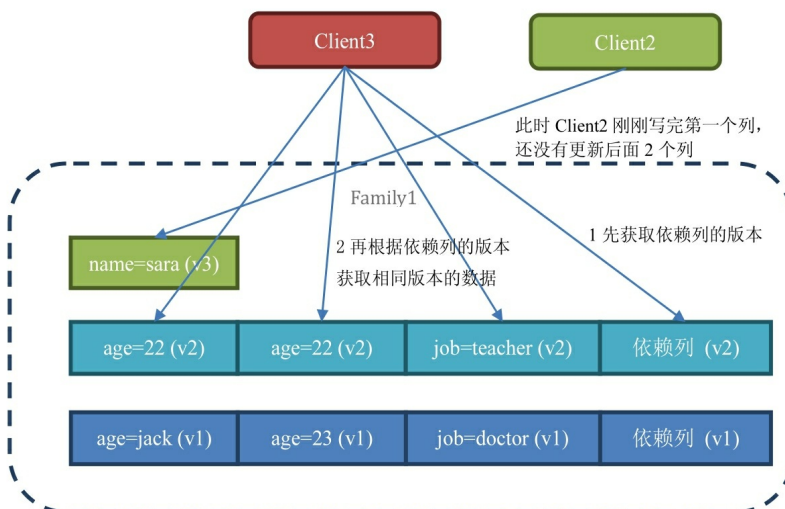 Client3
Client2
此时 Client2 刚刚写完第一个列，
还没有更新后面 2 个列
Family1
1 先获取依赖列的版本
2 再根据依赖列的版本
获取相同版本的数据
name=sara (v3)
age=22 (v2)
age=22 (v2)
job=teacher (v2)
依赖列 (v2)
age=jack (v1)
age=23 (v1)
job=doctor (v1)
依赖列 (v1)